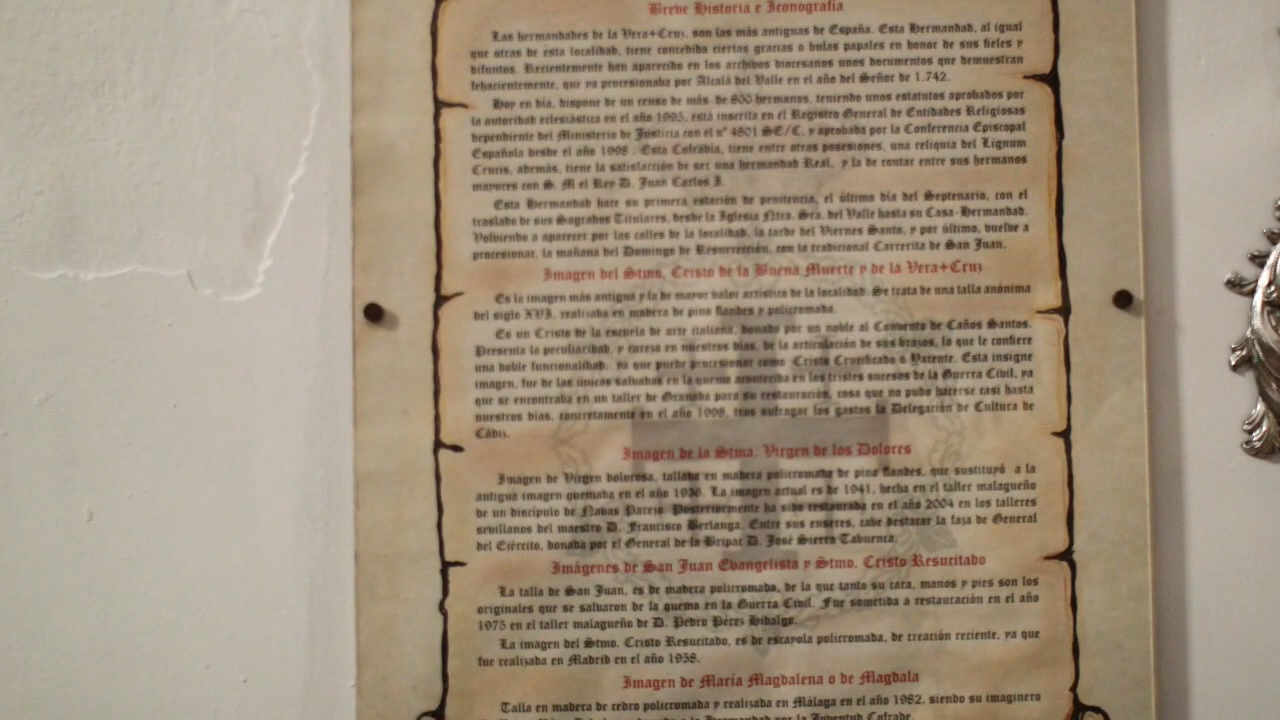 Breve Historia e Iconografía
Las hermandades de la Vera+Cruz, son las más antiguas de España. Esta Hermandad, al igual
que otras de esta localidad, tiene concedida ciertas gracias o bulas papales en honor de sus fieles y
difuntos. Recientemente han aparecido en los archivos diocesanos unos documentos que demuestran
fehacientemente, que ya procesionaba por Alcalá del Valle en el año del Señor de 1.742.
Hoy en día, dispone de un censo de más de 800 hermanos, teniendo unos estatutos aprobados por
la autoridad eclesiástica en el año 1995, está inscrita en el Registro General de Entidades Religiosas
dependiente del Ministerio de Justicia con el nº 4801 SE/C, y aprobada por la Conferencia Episcopal
Española desde el año 1998. Esta Cofradía, tiene entre otras posesiones, una reliquia del Lignum
Crucis, además, tiene la satisfacción de ser una hermandad Real, y la de contar entre sus hermanos
mayores con S. M el Rey D. Juan Carlos I.
Esta Hermandad hace su primera estación de penitencia, el último día del Septenario, con el
traslado de sus Sagrados Titulares, desde la Iglesia Ntra. Sra. del Valle hasta su Casa-Hermandad.
Volviendo a aparecer por las calles de la localidad, la tarde del Viernes Santo, y por último, vuelve a
procesionar, la mañana del Domingo de Resurrección, con la tradicional Carrerita de San Juan.
Imagen del Stmo. Cristo de la Buena Muerte y de la Vera+Cruz
Es la imagen más antigua y la de mayor valor artístico de la localidad. Se trata de una talla anónima
del siglo XVI, realizada en madera de pino flandes y policromada.
Es un Cristo de la escuela de arte italiana, donado por un noble al Convento de Caños Santos.
Presenta la peculiaridad, y rareza en nuestros días, de la articulación de sus brazos, lo que le confiere
una doble funcionalidad, ya que puede procesionar como Cristo Crucificado o Yacente. Esta insigne
imagen, fue de las únicas salvadas en la quema acontecida en los tristes sucesos de la Guerra Civil, ya
que se encontraba en un taller de Granada para su restauración, cosa que no pudo hacerse casi hasta
nuestros días, concretamente en el año 1998, tras sufragar los gastos la Delegación de Cultura de
Cádiz.
Imagen de la Stma. Virgen de los Dolores
Imagen de Virgen dolorosa, tallada en madera policromada de pino flandes, que sustituyó a la
antigua imagen quemada en el año 1936. La imagen actual es de 1941, hecha en el taller malagueño
de un discípulo de Navas Parejo. Posteriormente ha sido restaurada en el año 2004 en los talleres
sevillanos del maestro D. Francisco Berlanga. Entre sus enseres, cabe destacar la faja de General
del Ejército, donada por el General de la Bripac D. José Sierra Tabuenca.
Imágenes de San Juan Evangelista y Stmo. Cristo Resucitado
La talla de San Juan, es de madera policromada, de la que tanto su cara, manos y pies son los
originales que se salvaron de la quema en la Guerra Civil. Fue sometida a restauración en el año
1975 en el taller malagueño de D. Pedro Pérez Hidalgo.
La imagen del Stmo. Cristo Resucitado, es de escayola policromada, de creación reciente, ya que
fue realizada en Madrid en el año 1958.
Imagen de María Magdalena o de Magdala
Talla en madera de cedro policromada y realizada en Málaga en el año 1982, siendo su imaginero
la Hermandad por la Juventud Cofrade.